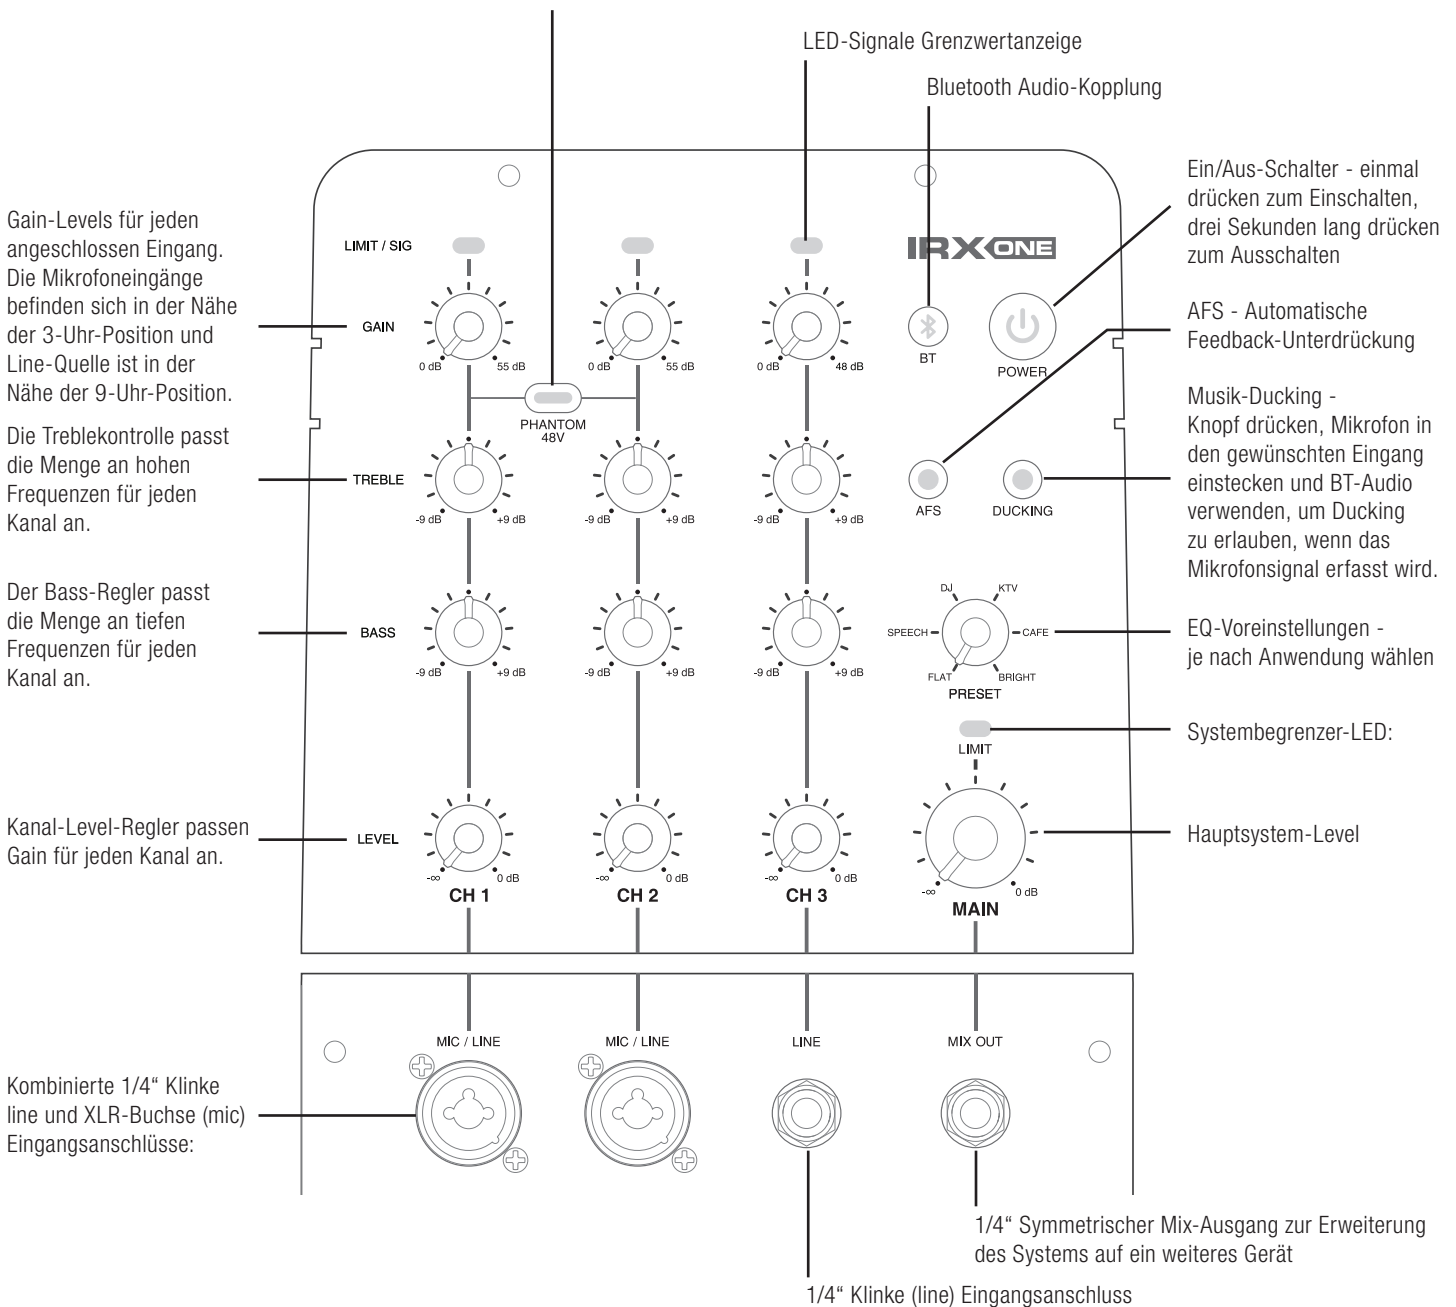 LED-Signale Grenzwertanzeige
Bluetooth Audio-Kopplung
Ein/Aus-Schalter - einmal
drücken zum Einschalten,
drei Sekunden lang drücken
zum Ausschalten
Gain-Levels für jeden
angeschlossen Eingang.
Die Mikrofoneingänge
befinden sich in der Nähe
der 3-Uhr-Position und
Line-Quelle ist in der
Nähe der 9-Uhr-Position.
LIMIT / SIG
IRX ONE
GAIN
0 dB 55 dB 0 dB 55 dB 0 dB 48 dB
BT
POWER
AFS - Automatische
Feedback-Unterdrückung
PHANTOM
48V
Musik-Ducking -
Knopf drücken, Mikrofon in
den gewünschten Eingang
einstecken und BT-Audio
verwenden, um Ducking
zu erlauben, wenn das
Mikrofonsignal erfasst wird.
Die Treblekontrolle passt
die Menge an hohen
Frequenzen für jeden
Kanal an.
TREBLE
-9 dB +9 dB -9 dB +9 dB -9 dB +9 dB
AFS DUCKING
Der Bass-Regler passt
die Menge an tiefen
Frequenzen für jeden
Kanal an.
BASS
-9 dB +9 dB -9 dB +9 dB -9 dB +9 dB
DJ KTV
SPEECH CAFE
FLAT BRIGHT
PRESET
EQ-Voreinstellungen -
je nach Anwendung wählen
LIMIT
Systembegrenzer-LED:
Kanal-Level-Regler passen
Gain für jeden Kanal an.
LEVEL
-∞ 0 dB -∞ 0 dB -∞ 0 dB -∞ 0 dB
CH 1 CH 2 CH 3 MAIN
Hauptsystem-Level
MIC / LINE MIC / LINE LINE MIX OUT
Kombinierte 1/4“ Klinke
line und XLR-Buchse (mic)
Eingangsanschlüsse:
1/4“ Symmetrischer Mix-Ausgang zur Erweiterung
des Systems auf ein weiteres Gerät
1/4“ Klinke (line) Eingangsanschluss